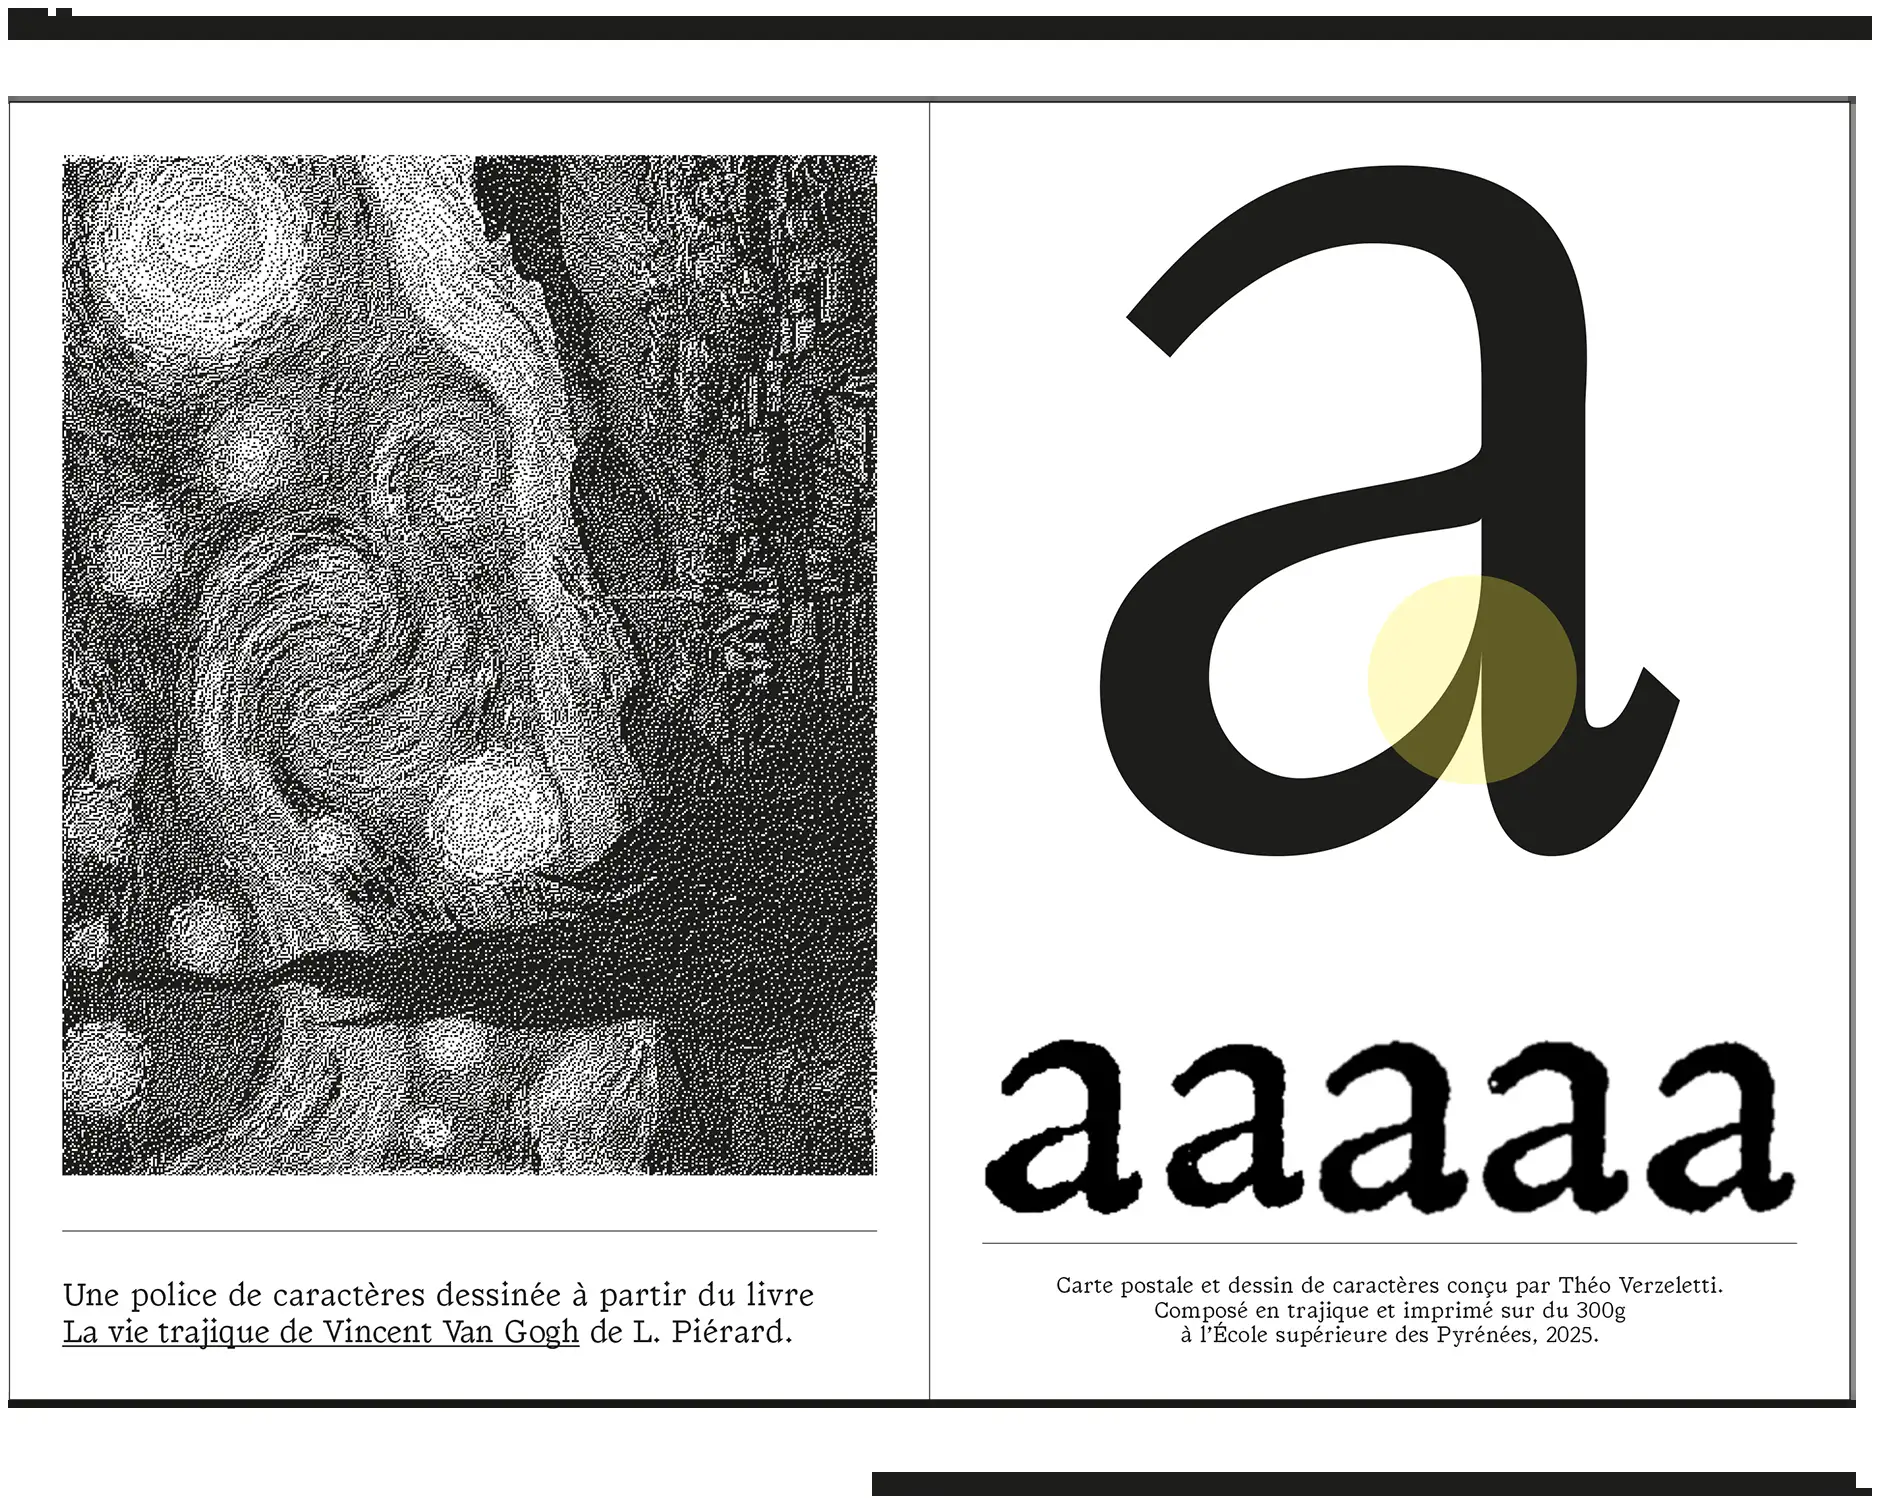 Une police de caractères dessinée à partir du livre
La vie trajique de Vincent Van Gogh de L. Piérard.
a
aaaaa
Carte postale et dessin de caractères conçu par Théo Verzeletti.
Composé en trajique et imprimé sur du 300g
à l’École supérieure des Pyrénées, 2025.